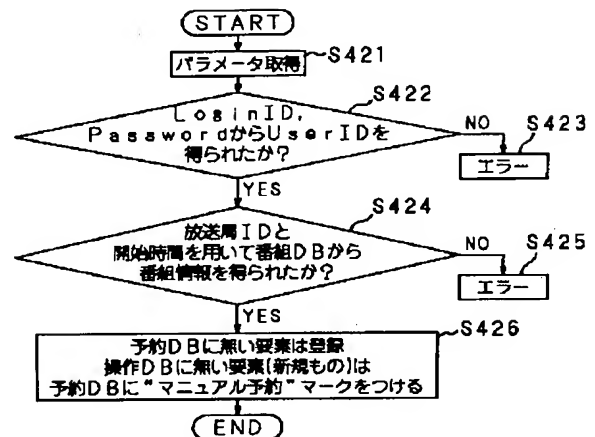 START
パラメータ取得
S421
LoginID,
PasswordからUserIDを
得られたか?
S422
NO
S423
エラー
YES
放送局IDと
開始時間を用いて番組DBから
番組情報を得られたか?
S424
NO
S425
エラー
YES
予約DBに無い要素は登録
操作DBに無い要素(新規もの)は
予約DBに“マニュアル予約”マークをつける
S426
END